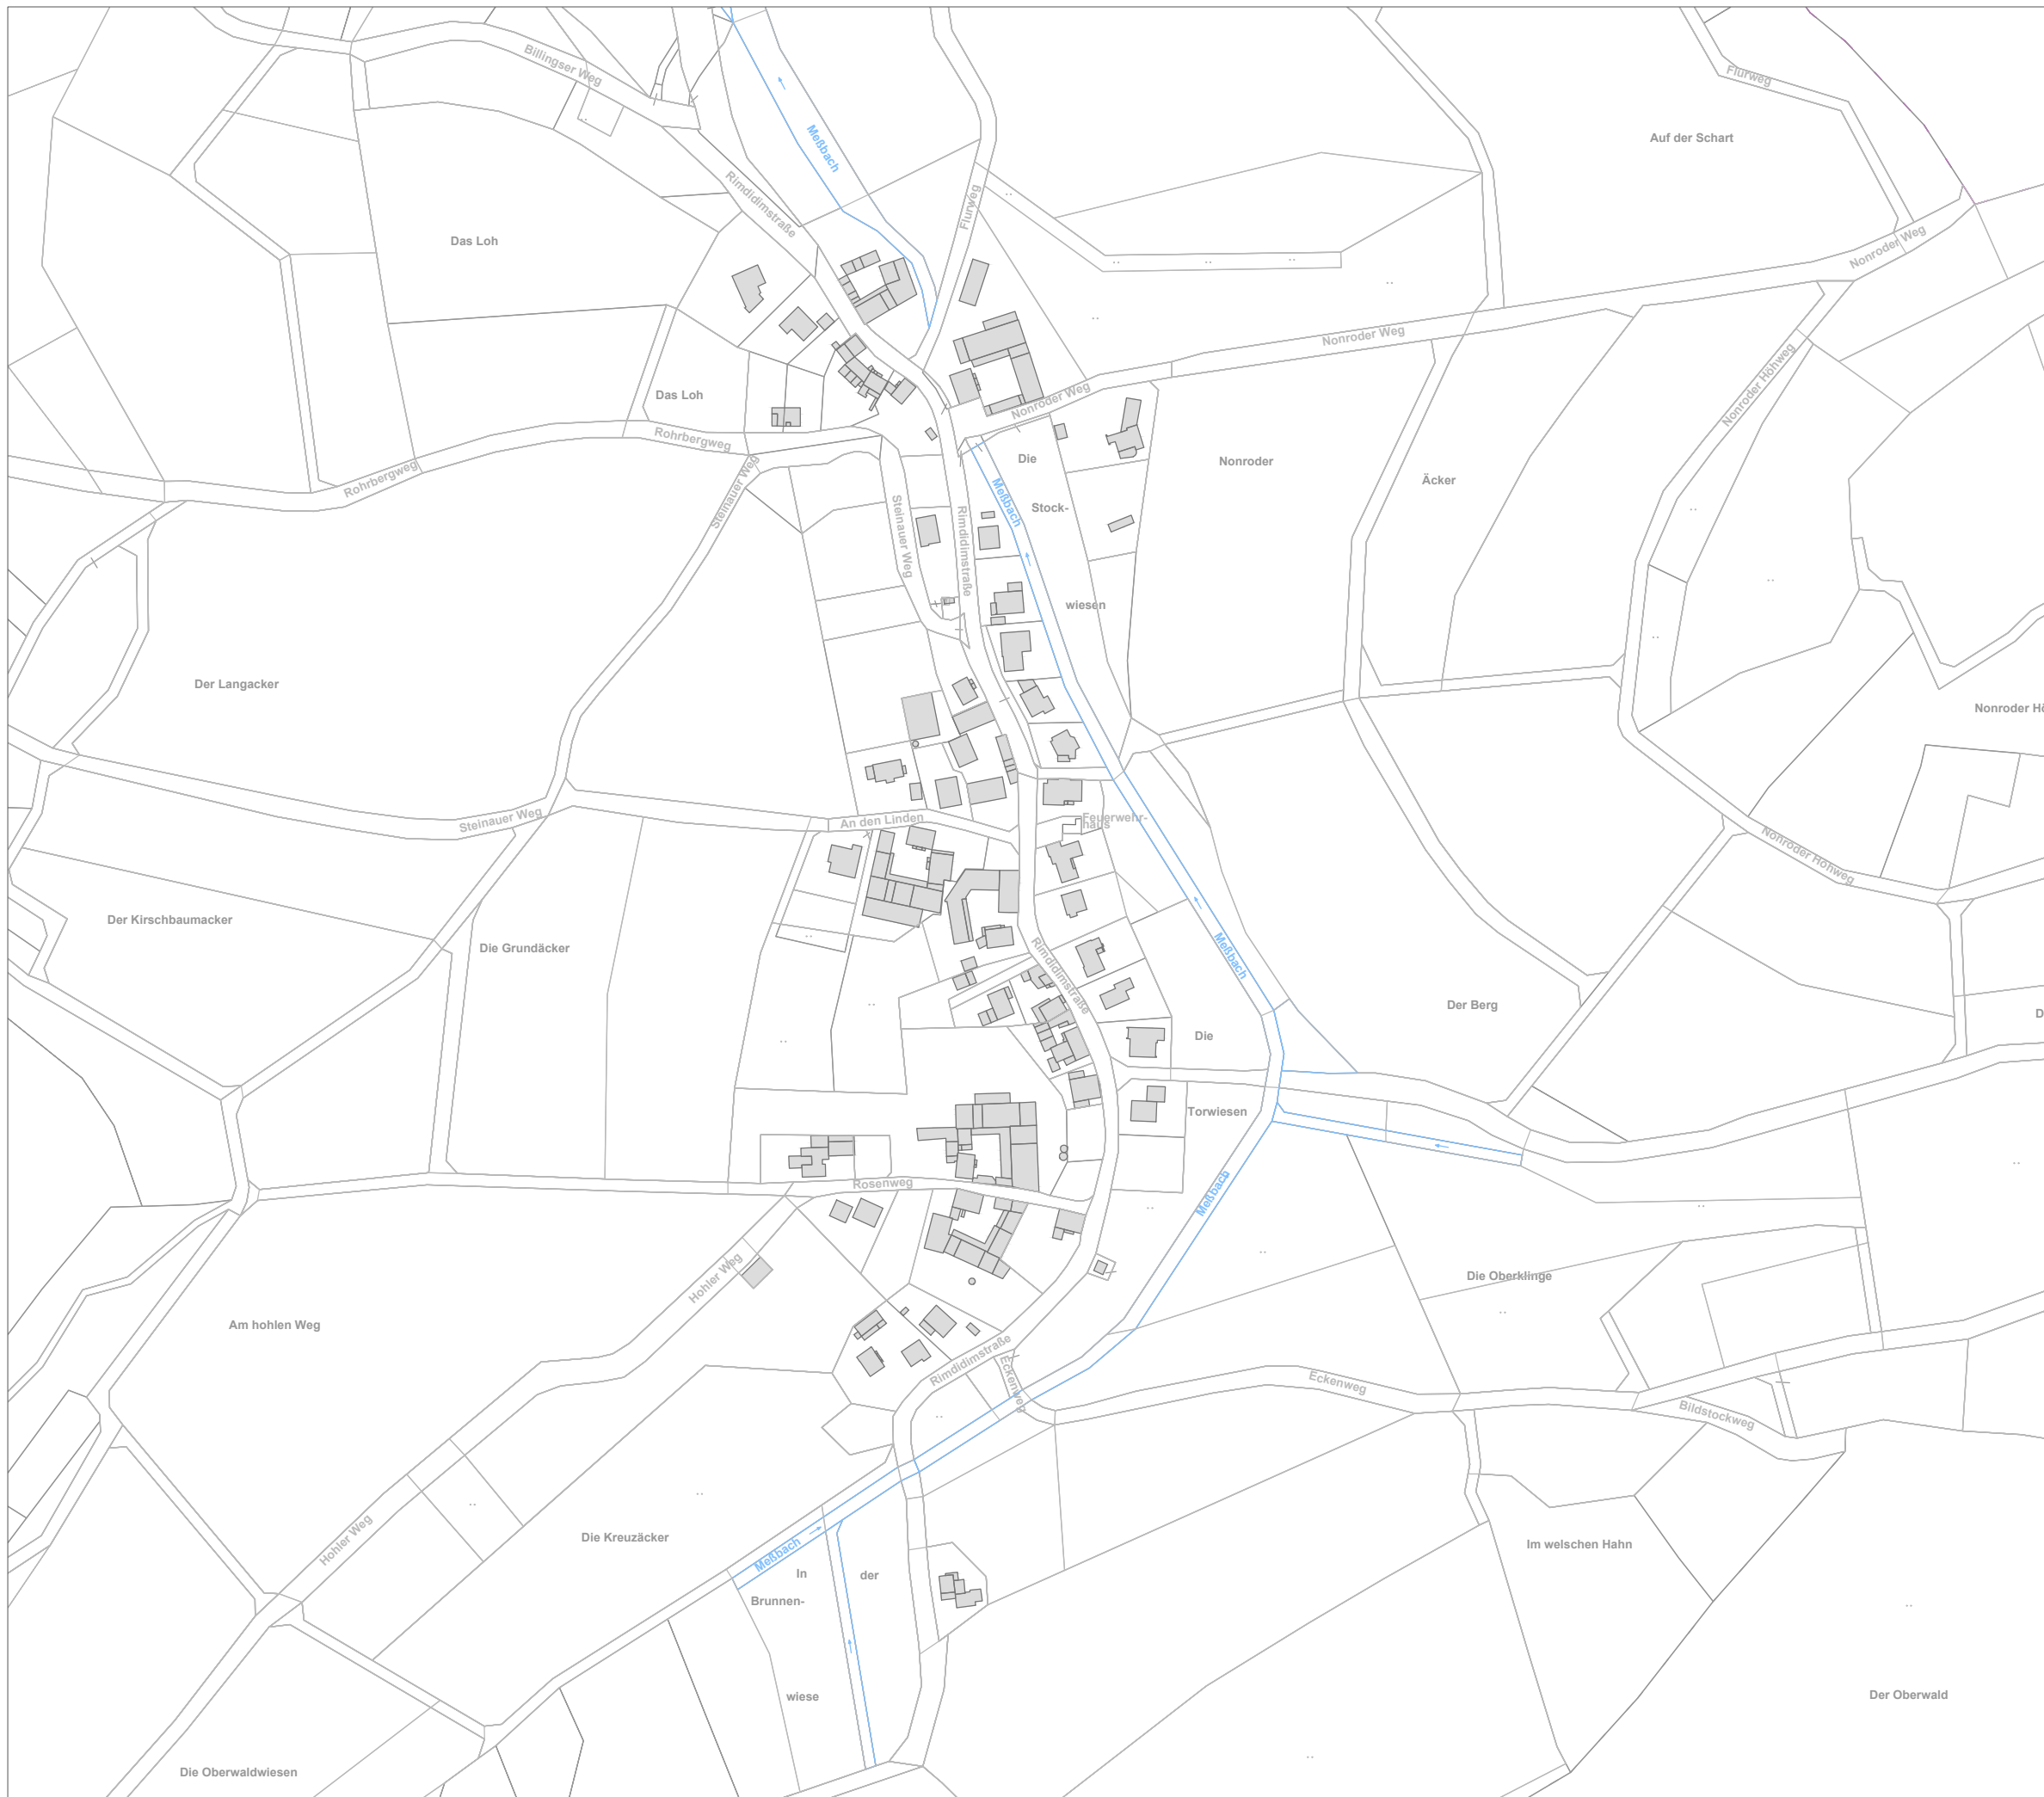 Billingser Weg
Flurweg
Meßbach
Auf der Schart
Rimdidimstraße
Flurweg
Das Loh
Nonroder Weg
Nonroder Weg
Nonroder Höhweg
Das Loh
Nonroder Weg
Rohrbergweg
Rohrbergweg
Steinauer Weg
Die
Nonroder
Äcker
Meßbach
Stock-
Steinauer Weg
Rimdidimstraße
wiesen
Der Langacker
Nonroder Hö
Steinauer Weg
An den Linden
Feuerwehr-
haus
Nonroder Höhweg
Der Kirschbaumacker
Die Grundäcker
Rimdidimstraße
Meßbach
Der Berg
D
Die
Torwiesen
Rosenweg
Meßbach
Hohler Weg
Die Oberklinge
Am hohlen Weg
Rimdidimstraße
Eckenweg
Eckenweg
Bildstockweg
Hohler Weg
Die Kreuzäcker
Meßbach
Im welschen Hahn
In
der
Brunnen-
wiese
Der Oberwald
Die Oberwaldwiesen